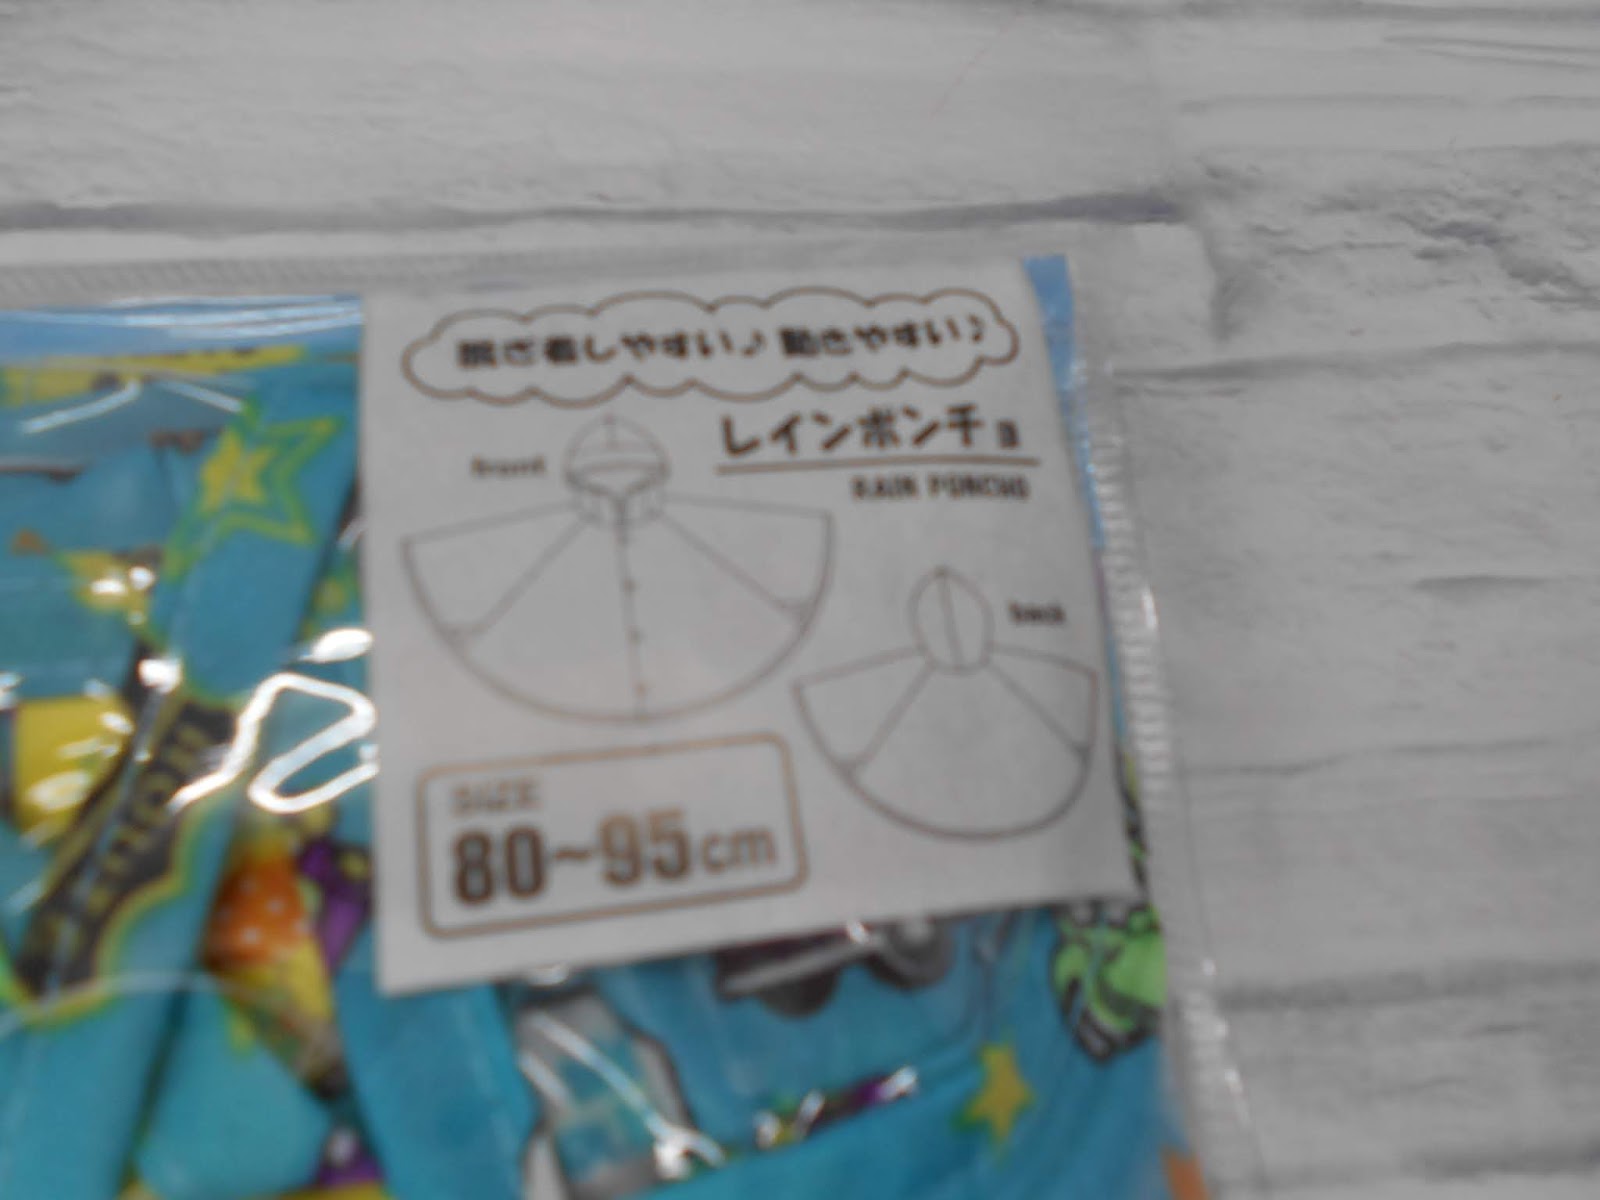 脱ぎ着しやすい♪ 動きやすい♪
レインポンチョ
RAIN PONCHO
front
back
SIZE
80~95cm